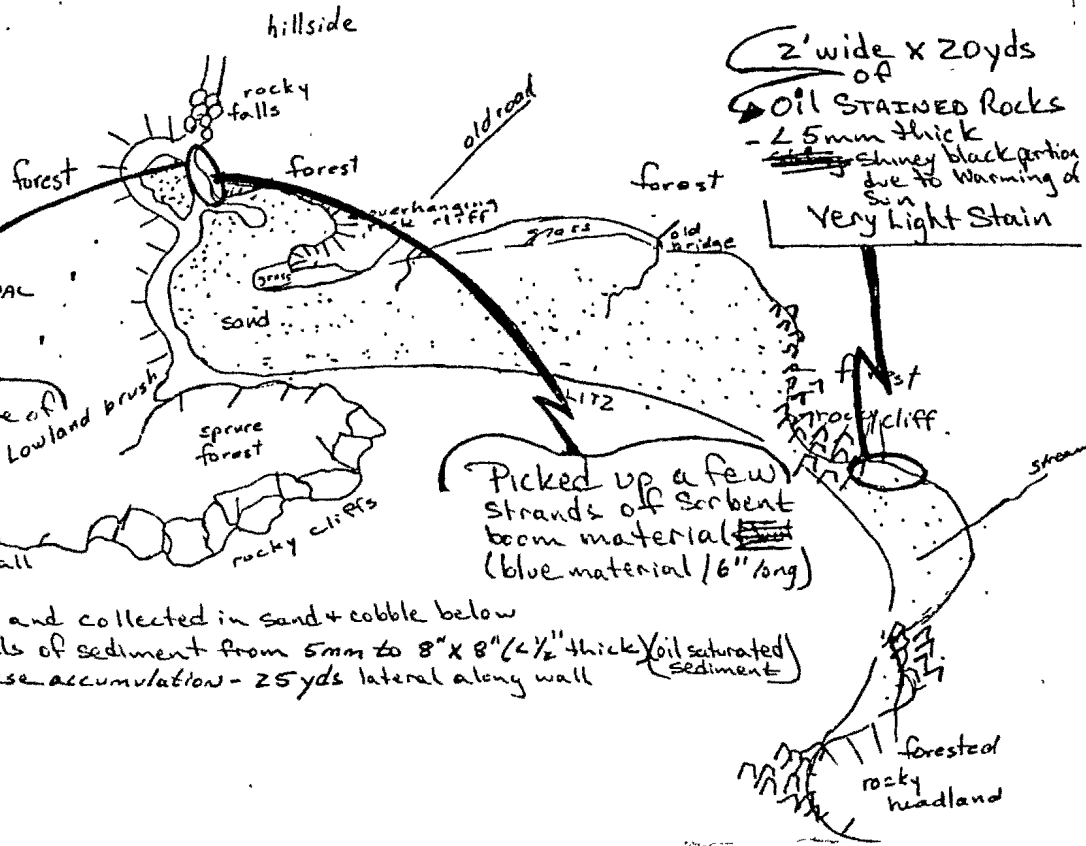 hillside
2' wide x 20yds
of
Oil STAINED Rocks
- < 5mm thick
shiney black portion
due to Warming of
Sun
Very Light Stain
rocky
falls
old road
forest
forest
forest
overhanging
rock cliff
grass
old
bridge
grass
sand
Lowland brush
LITZ
forest
rocky cliff
spruce
forest
stream
rocky cliffs
Picked up a few
strands of Sorbent
boom material
(blue material / 6" long)
and collected in sand + cobble below
of sediment from 5mm to 8" x 8" (< 1/2" thick) (oil saturated
sediment)
accumulation - 25 yds lateral along wall
forested
rocky
headland